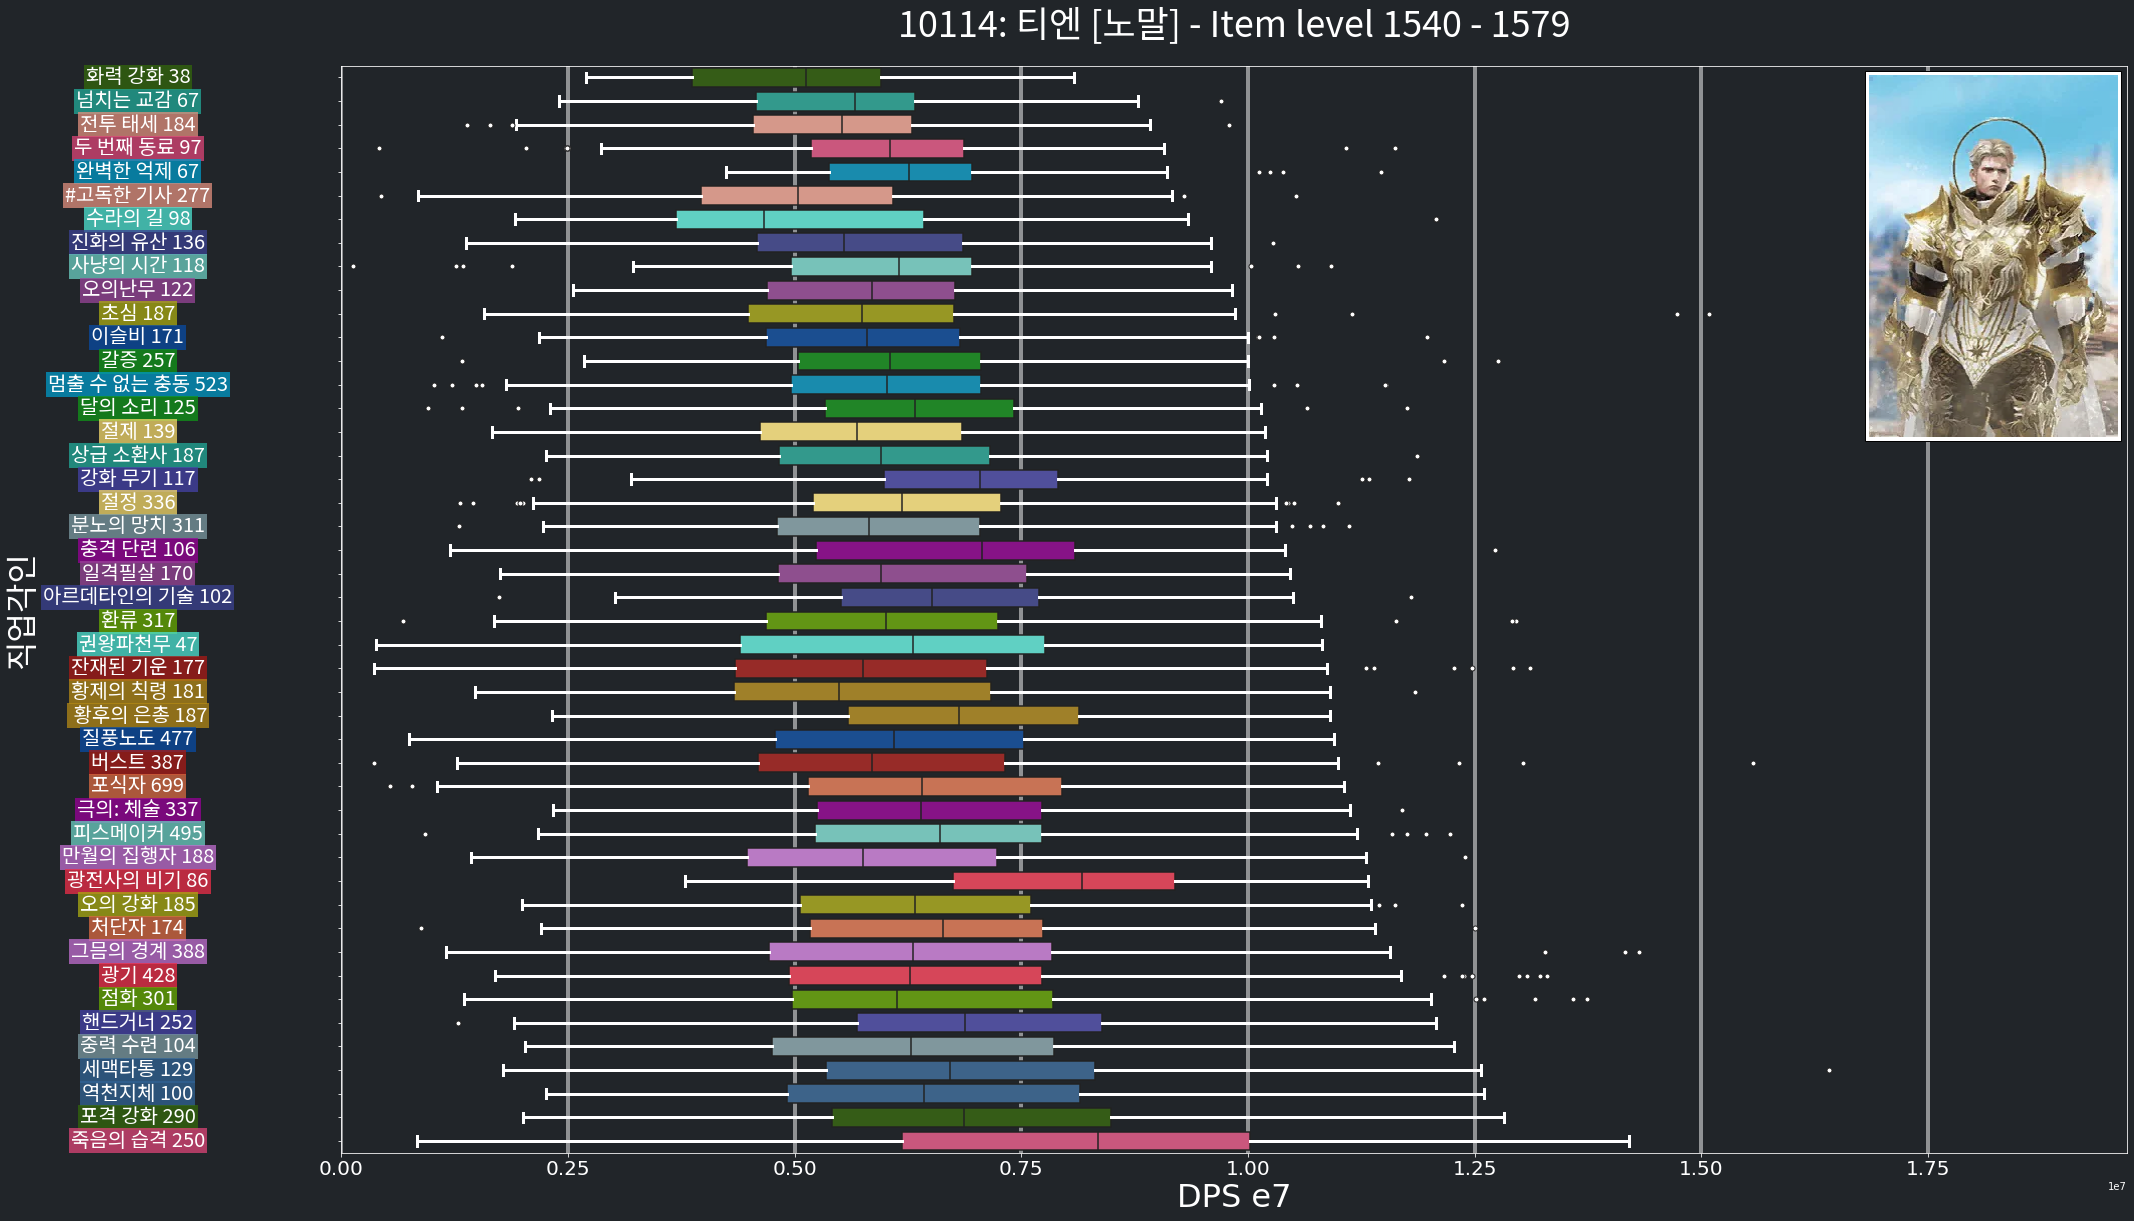 10114: 티엔 [노말] - Item level 1540 - 1579
직업각인
화력 강화 38
넘치는 교감 67
전투 태세 184
두 번째 동료 97
완벽한 억제 67
#고독한 기사 277
수라의 길 98
진화의 유산 136
사냥의 시간 118
오의난무 122
초심 187
이슬비 171
갈증 257
멈출 수 없는 충동 523
달의 소리 125
절제 139
상급 소환사 187
강화 무기 117
절정 336
분노의 망치 311
충격 단련 106
일격필살 170
아르데타인의 기술 102
환류 317
권왕파천무 47
잔재된 기운 177
황제의 칙령 181
황후의 은총 187
질풍노도 477
버스트 387
포식자 699
극의: 체술 337
피스메이커 495
만월의 집행자 188
광전사의 비기 86
오의 강화 185
처단자 174
그믐의 경계 388
광기 428
점화 301
핸드거너 252
중력 수련 104
세맥타통 129
역천지체 100
포격 강화 290
죽음의 습격 250
0.00 0.25 0.50 0.75 1.00 1.25 1.50 1.75
DPS e7
1e7